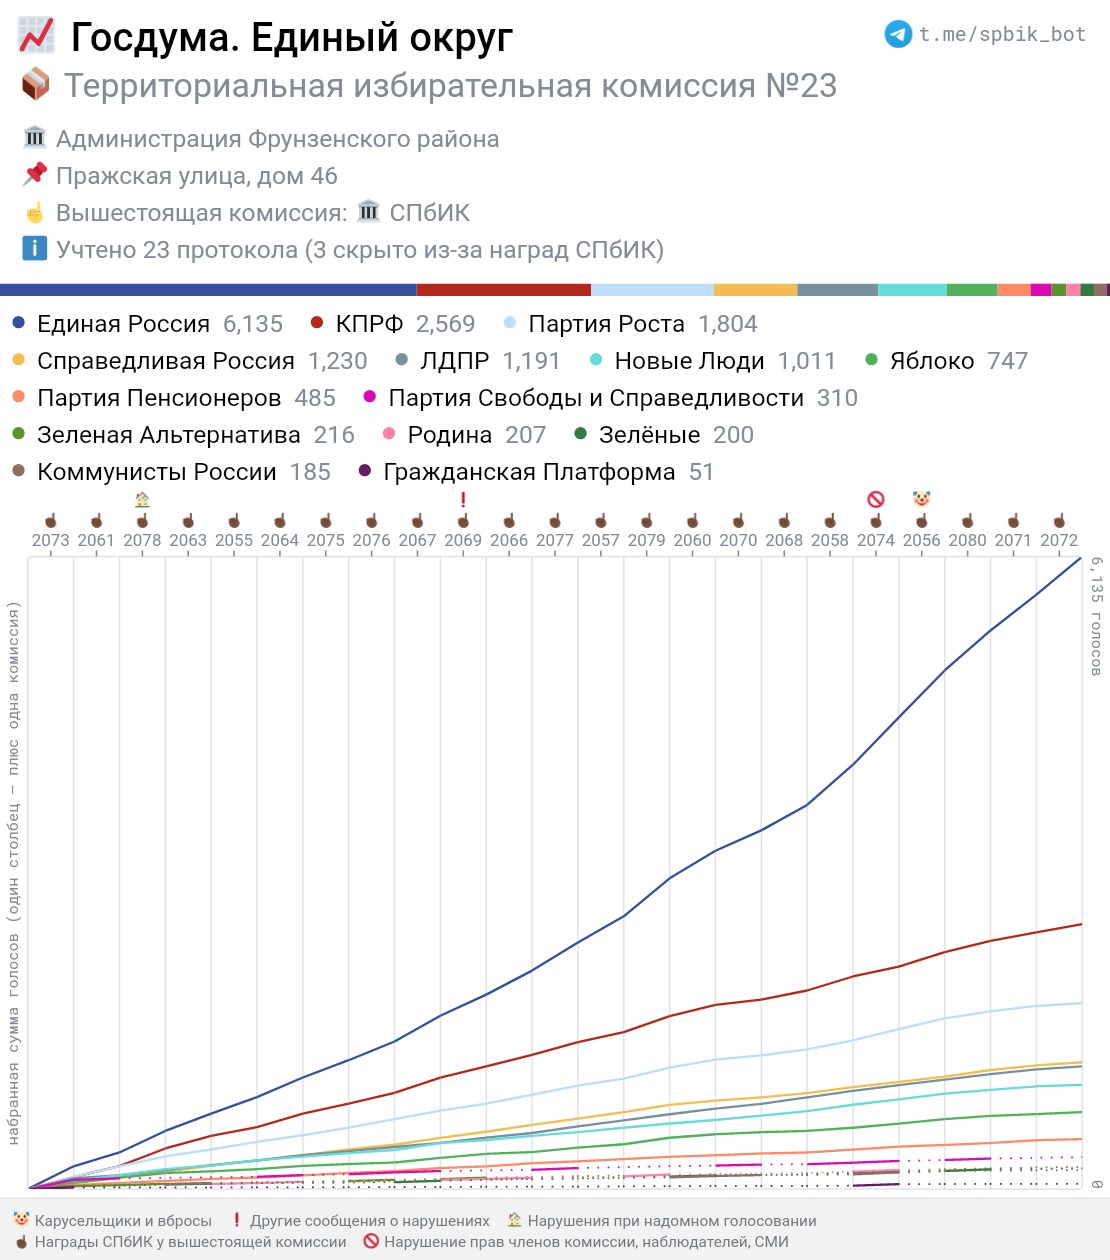 Госдума. Единый округ
t.me/spbik_bot
Территориальная избирательная комиссия №23
Администрация Фрунзенского района
Пражская улица, дом 46
Вышестоящая комиссия: СПбИК
Учтено 23 протокола (3 скрыто из-за наград СПбИК)
Единая Россия 6,135 КПРФ 2,569 Партия Роста 1,804
Справедливая Россия 1,230 ЛДПР 1,191 Новые Люди 1,011 Яблоко 747
Партия Пенсионеров 485 Партия Свободы и Справедливости 310
Зеленая Альтернатива 216 Родина 207 Зелёные 200
Коммунисты России 185 Гражданская Платформа 51
2073 2061 2078 2063 2055 2064 2075 2076 2067 2069 2066 2077 2057 2079 2060 2070 2068 2058 2074 2056 2080 2071 2072
набранная сумма голосов (один столбец – плюс одна комиссия)
6,135 голосов
0
Карусельщики и вбросы Другие сообщения о нарушениях Нарушения при надомном голосовании
Награды СПбИК у вышестоящей комиссии Нарушение прав членов комиссии, наблюдателей, СМИ